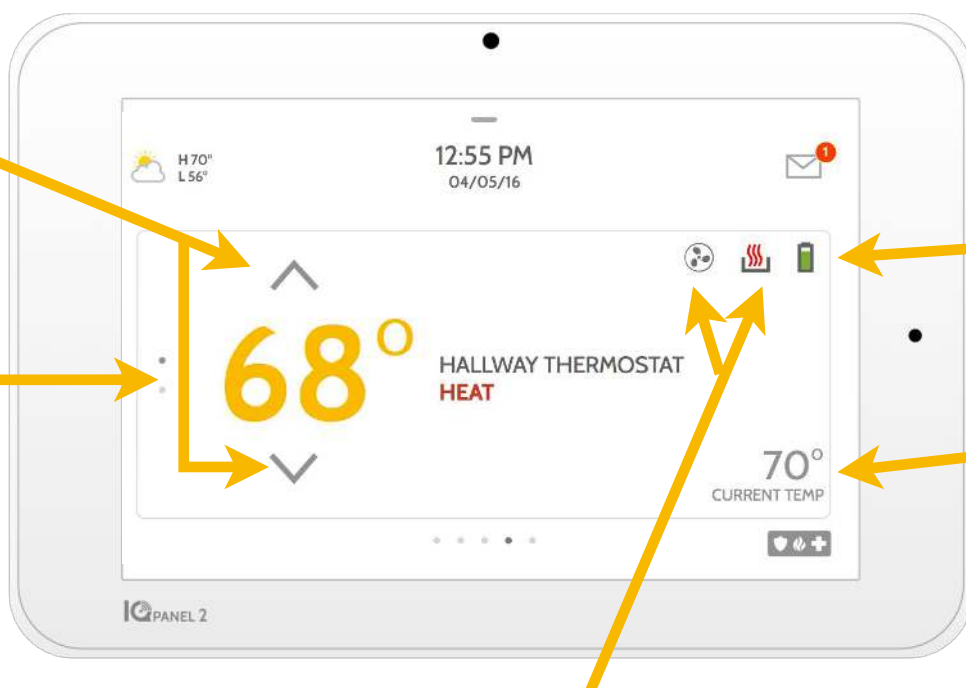 H 70°
L 56°
12:55 PM
04/05/16
1
68°
HALLWAY THERMOSTAT
HEAT
70°
CURRENT TEMP
IQ PANEL 2